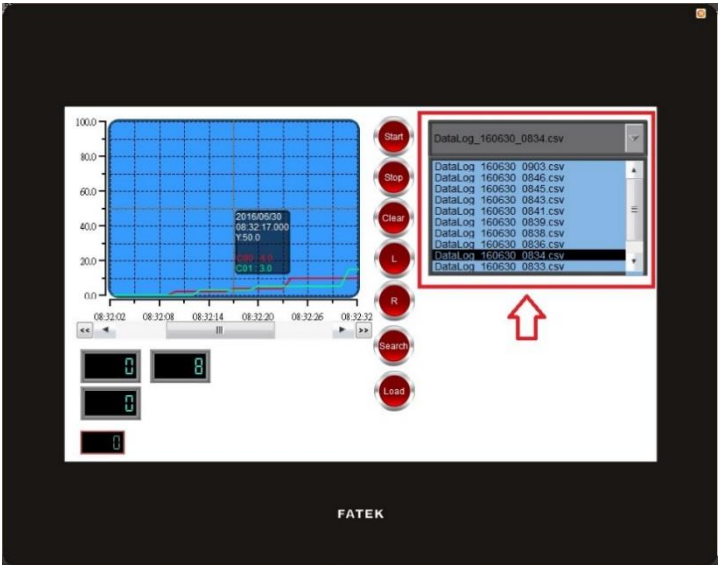 100.0
80.0
60.0
40.0
20.0
0.0
2016/06/30
08:32:17.000
Y:50.0
C00 : 4.0
C01 : 3.0
08:32:02 08:32:08 08:32:14 08:32:20 08:32:26 08:32:32
<< >>
0 8
0
0
Start
Stop
Clear
L
R
Search
Load
DataLog_160630_0834.csv
DataLog_160630_0903.csv
DataLog_160630_0846.csv
DataLog_160630_0845.csv
DataLog_160630_0843.csv
DataLog_160630_0841.csv
DataLog_160630_0839.csv
DataLog_160630_0838.csv
DataLog_160630_0836.csv
DataLog_160630_0834.csv
DataLog_160630_0833.csv
FATEK